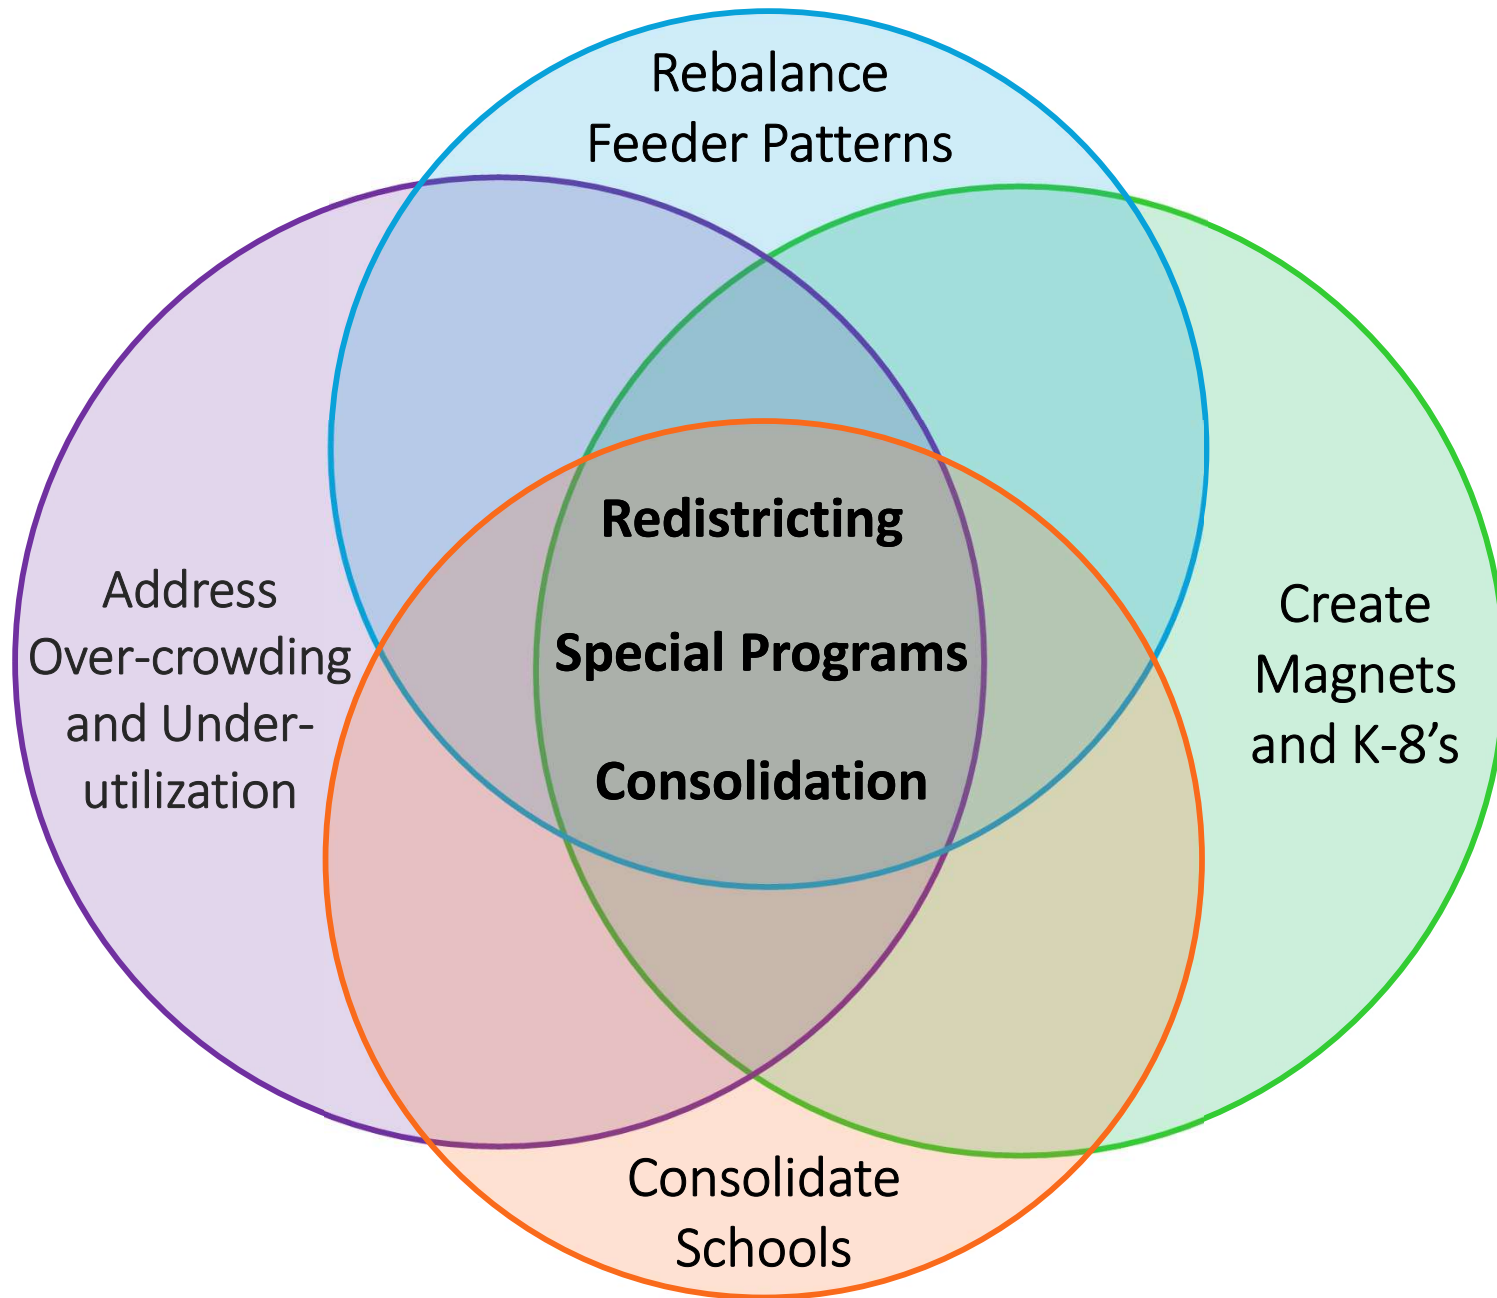 Rebalance
Feeder Patterns
Redistricting
Special Programs
Consolidation
Address
Over-crowding
and Under-
utilization
Create
Magnets
and K-8’s
Consolidate
Schools